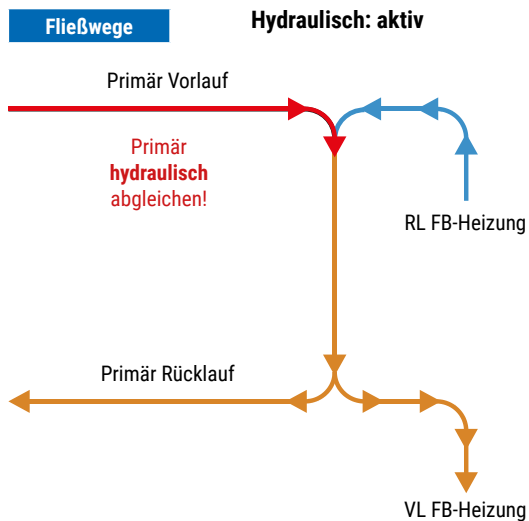 Fließwege
Hydraulisch: aktiv
Primär Vorlauf
Primär
hydraulisch
abgleichen!
RL FB-Heizung
Primär Rücklauf
VL FB-Heizung